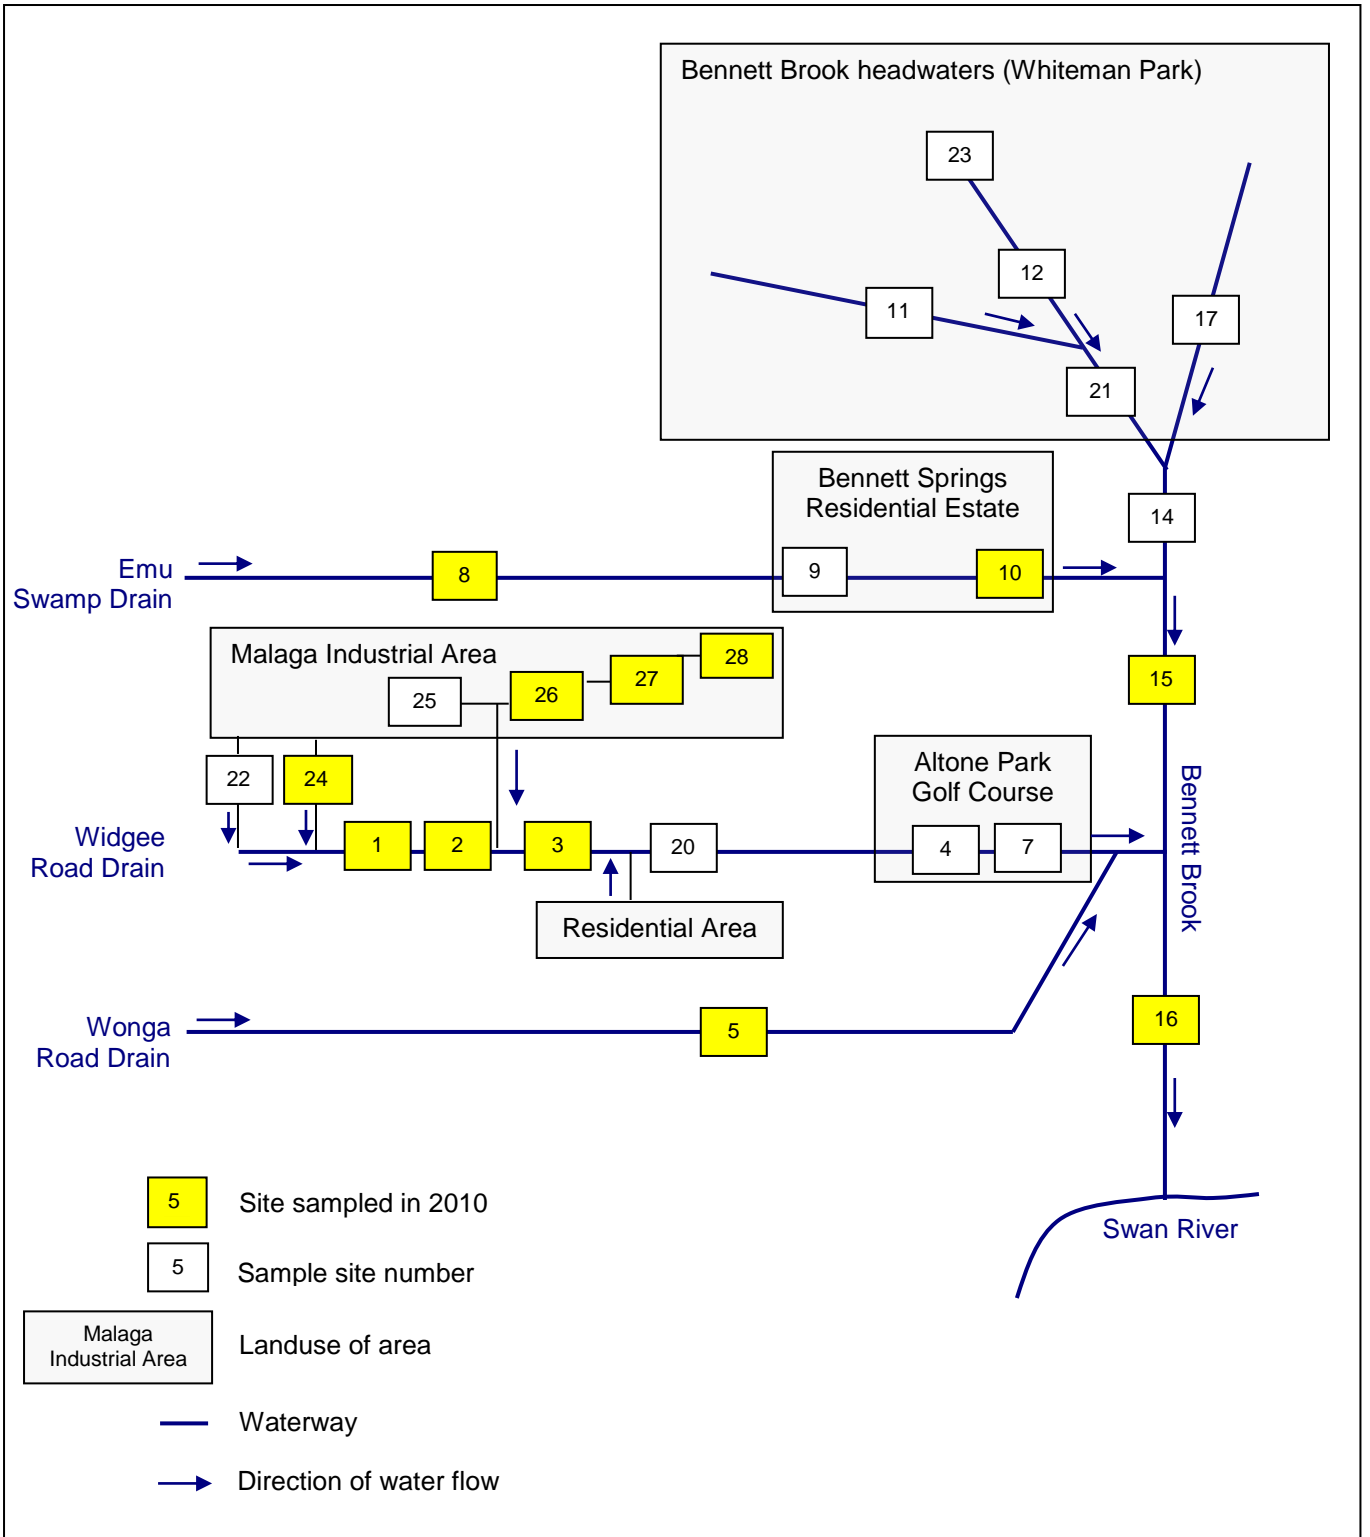 Bennett Brook headwaters (Whiteman Park)
23
12
11
17
21
Bennett Springs
Residential Estate
14
Emu
Swamp Drain
8
9
10
Malaga Industrial Area
28
27
26
25
15
22
24
Altone Park
Golf Course
Widgee
Road Drain
1
2
3
20
4
7
Bennett Brook
Residential Area
Wonga
Road Drain
5
16
Swan River
5
Site sampled in 2010
5
Sample site number
Malaga
Industrial Area
Landuse of area
Waterway
Direction of water flow